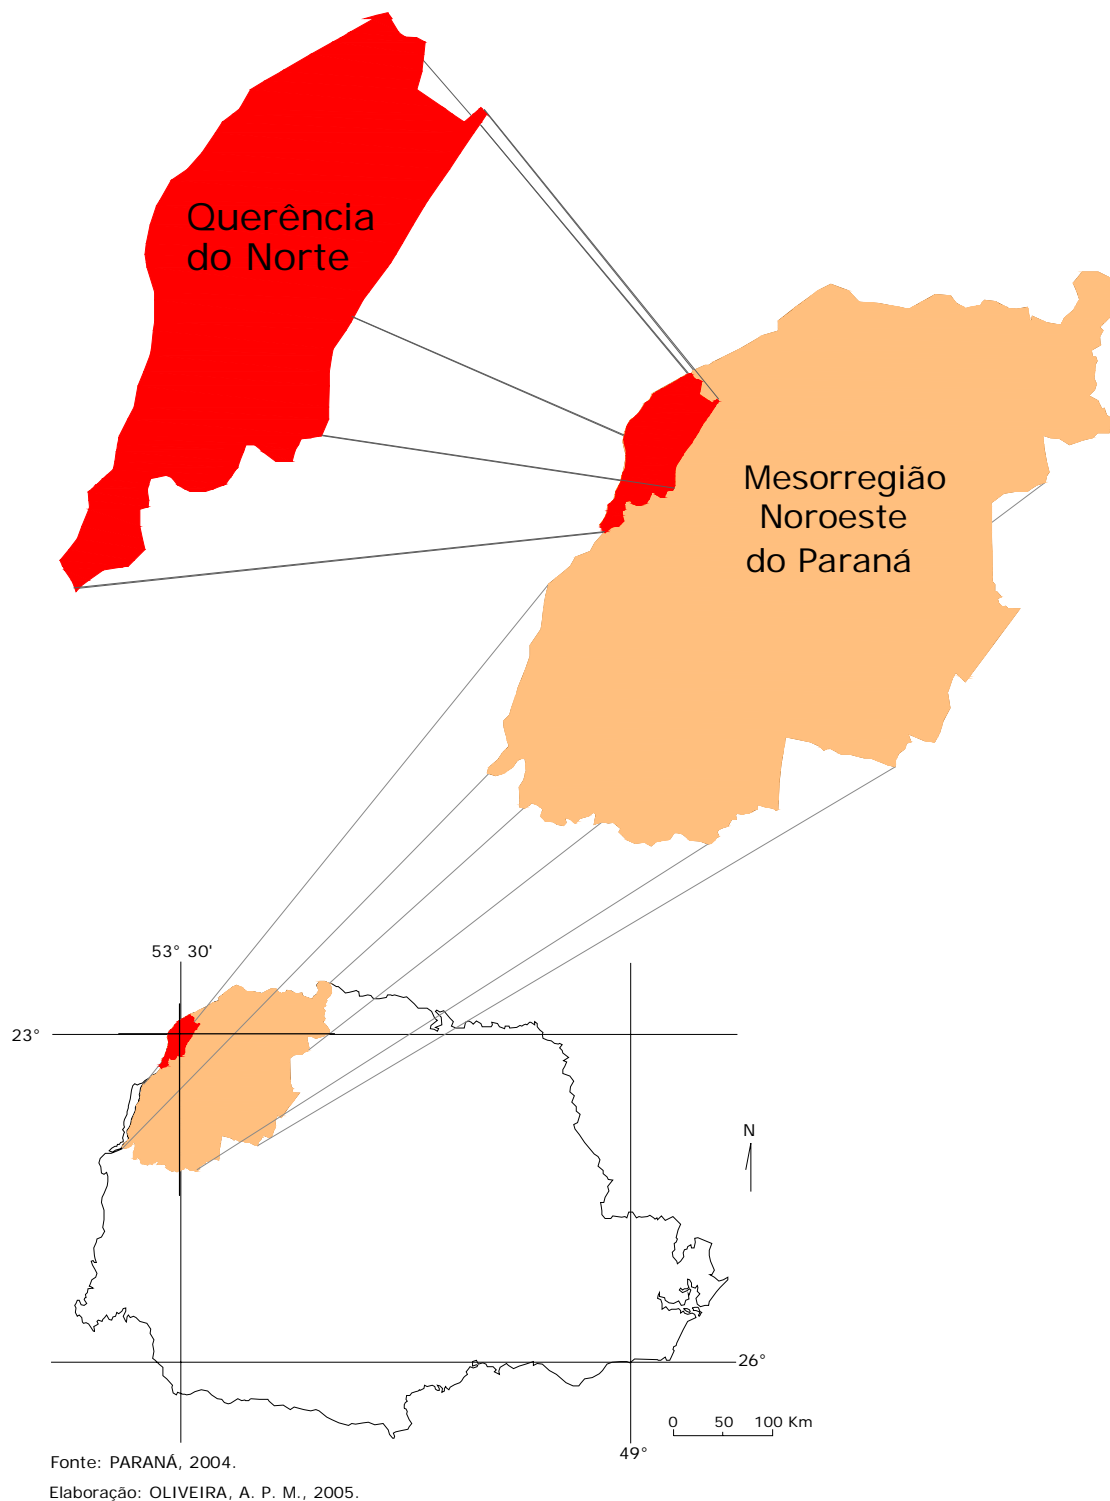 Querência
do Norte
Mesorregião
Noroeste
do Paraná
53° 30'
23°
N
26°
0 50 100 Km
49°
Fonte: PARANÁ, 2004.
Elaboração: OLIVEIRA, A. P. M., 2005.